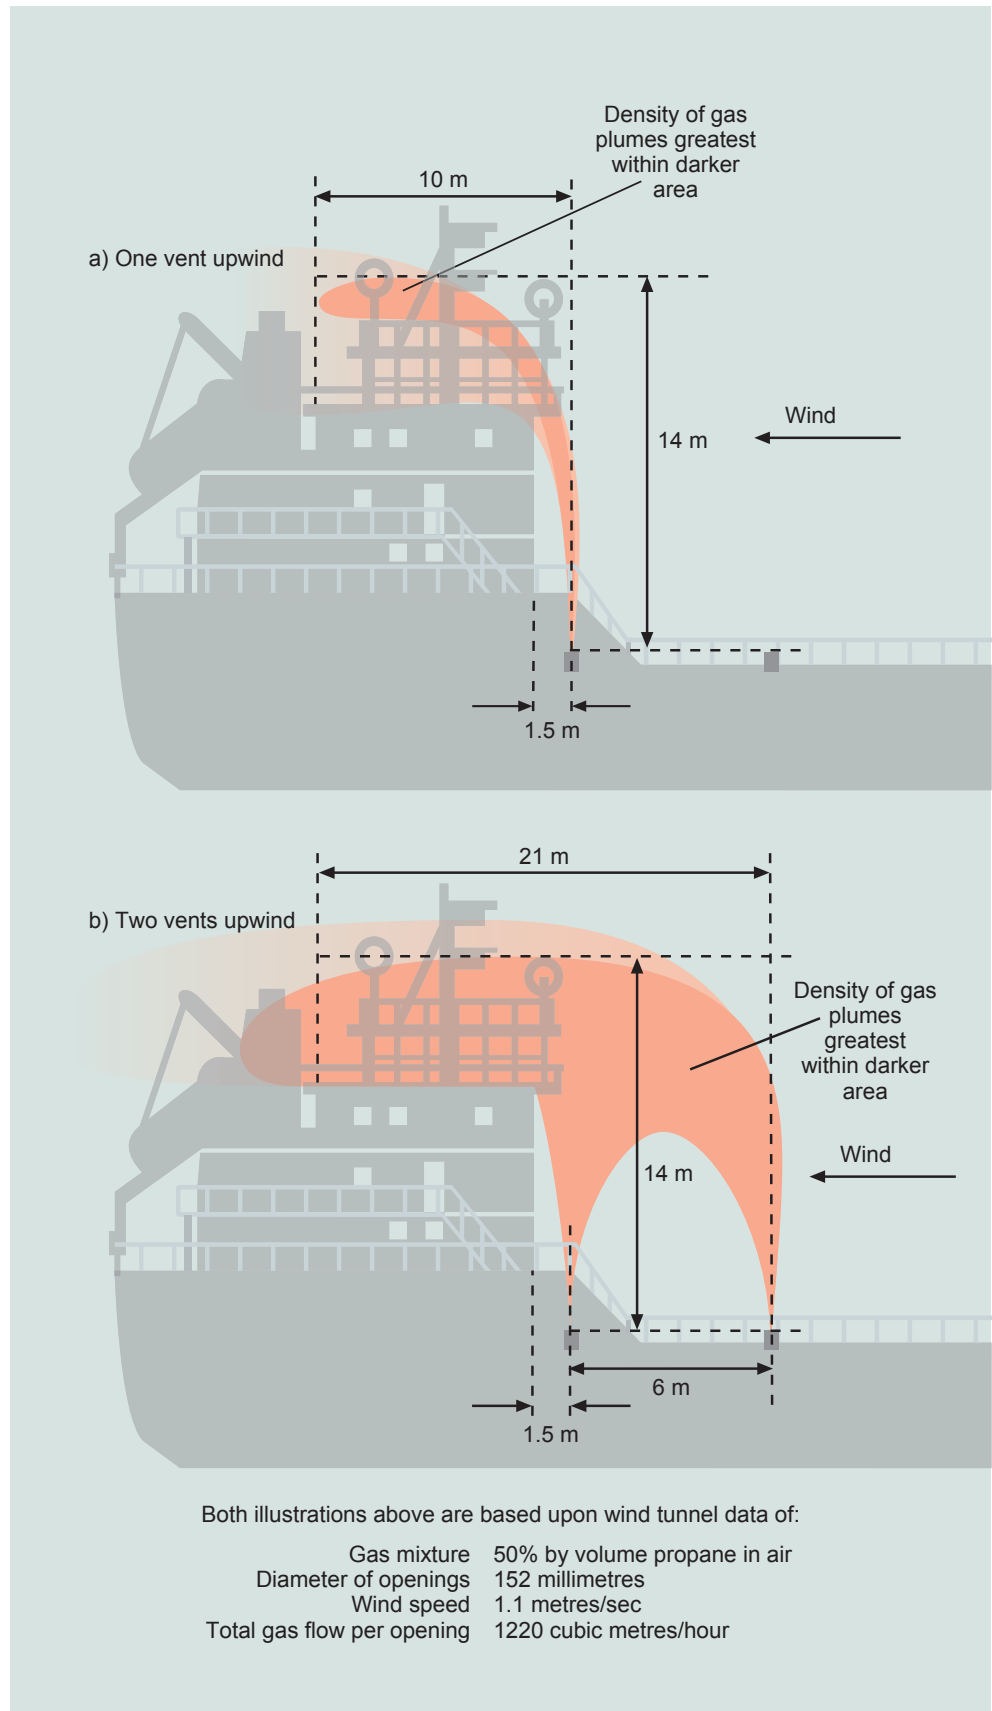 Density of gas
plumes greatest
within darker
area
10 m
a) One vent upwind
Wind
14 m
1.5 m
21 m
b) Two vents upwind
Density of gas
plumes
greatest
within darker
area
Wind
14 m
6 m
1.5 m
Both illustrations above are based upon wind tunnel data of:
Gas mixture 50% by volume propane in air
Diameter of openings 152 millimetres
Wind speed 1.1 metres/sec
Total gas flow per opening 1220 cubic metres/hour